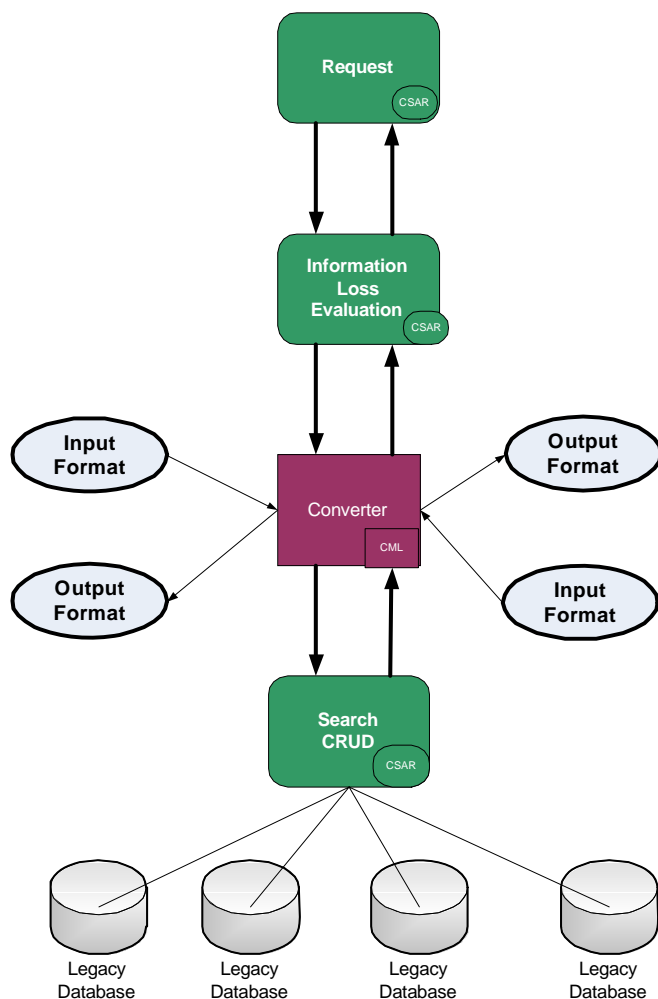 Request
CSAR
Information
Loss
Evaluation
CSAR
Input
Format
Output
Format
Converter
CML
Output
Format
Input
Format
Search
CRUD
CSAR
Legacy
Database
Legacy
Database
Legacy
Database
Legacy
Database